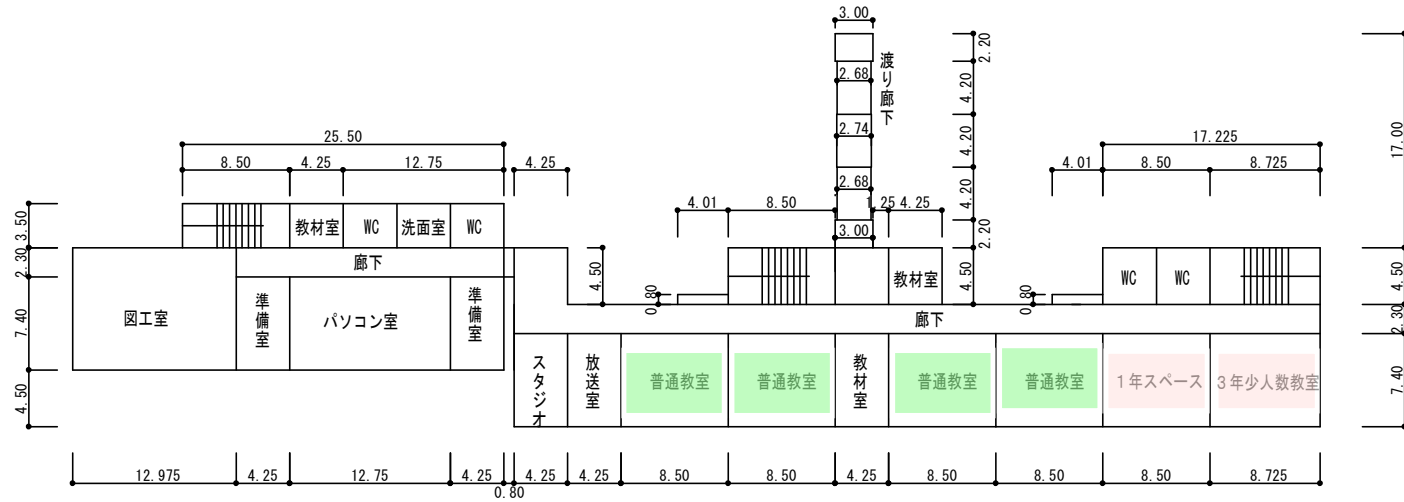 3.00
2.20
渡り廊下
2.68
4.20
17.00
2.74
4.20
25.50
17.225
8.50
4.25
12.75
4.25
4.01
8.50
8.725
2.68
4.20
4.01
8.50
1.25
4.25
3.50
教材室
WC
洗面室
WC
3.00
2.20
2.30
廊下
4.50
教材室
4.50
WC
WC
4.50
0.80
0.80
廊下
2.30
7.40
図工室
準備室
パソコン室
準備室
スタジオ
放送室
普通教室
普通教室
教材室
普通教室
普通教室
1年スペース
3年少人数教室
7.40
4.50
12.975
4.25
12.75
4.25
0.80
4.25
4.25
8.50
8.50
4.25
8.50
8.50
8.50
8.725